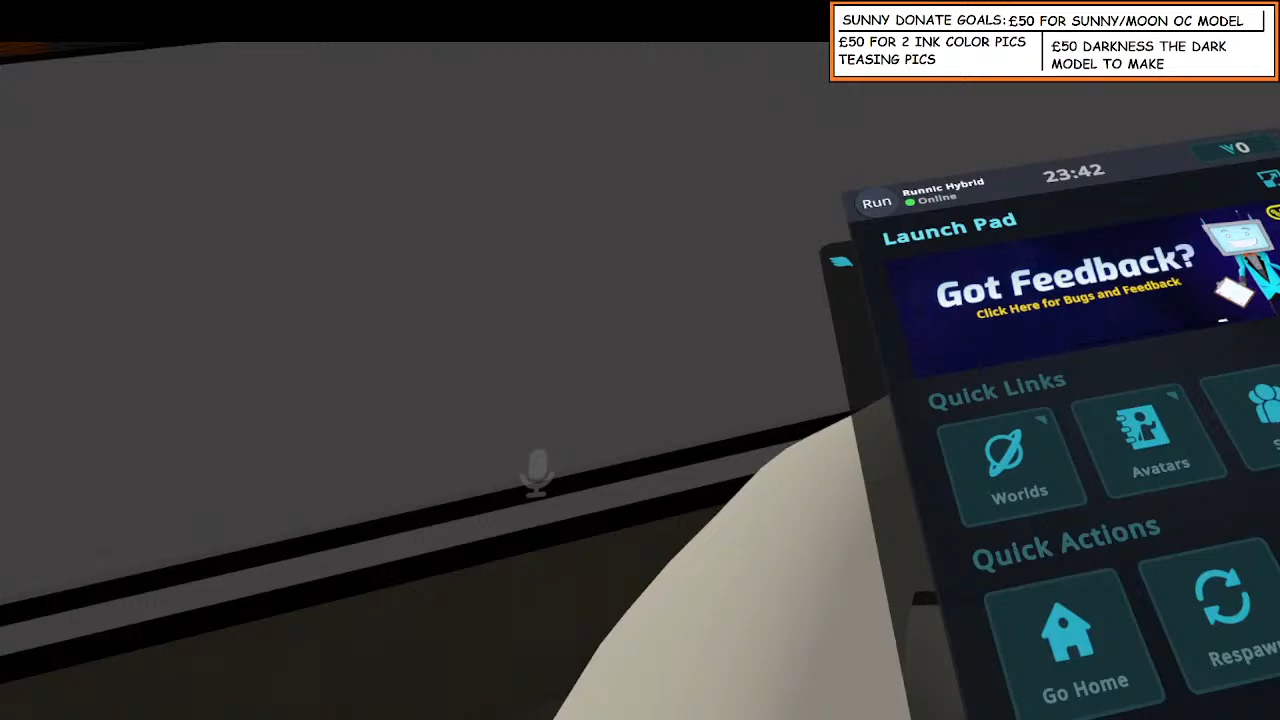 SUNNY DONATE GOALS: £50 FOR SUNNY/MOON OC MODEL
£50 FOR 2 INK COLOR PICS
TEASING PICS
£50 DARKNESS THE DARK
MODEL TO MAKE
0
Run
Runnic Hybrid
Online
23:42
Launch Pad
Got Feedback?
Click Here for Bugs and Feedback
Quick Links
Worlds
Avatars
Quick Actions
Go Home
Respaw